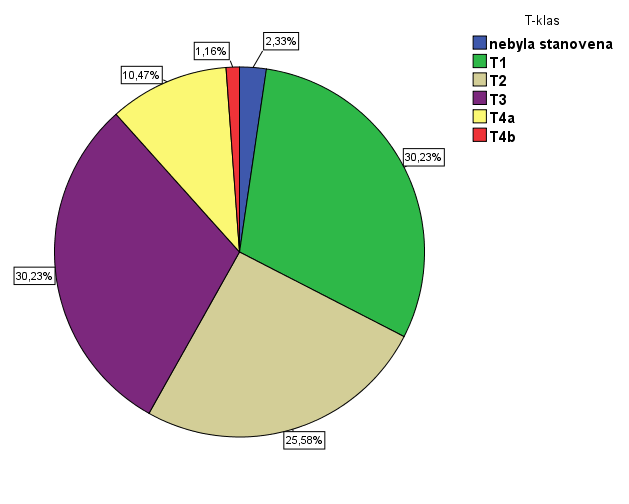 T-klas
nebyla stanovena
T1
T2
T3
T4a
T4b
2,33%
1,16%
10,47%
30,23%
30,23%
25,58%